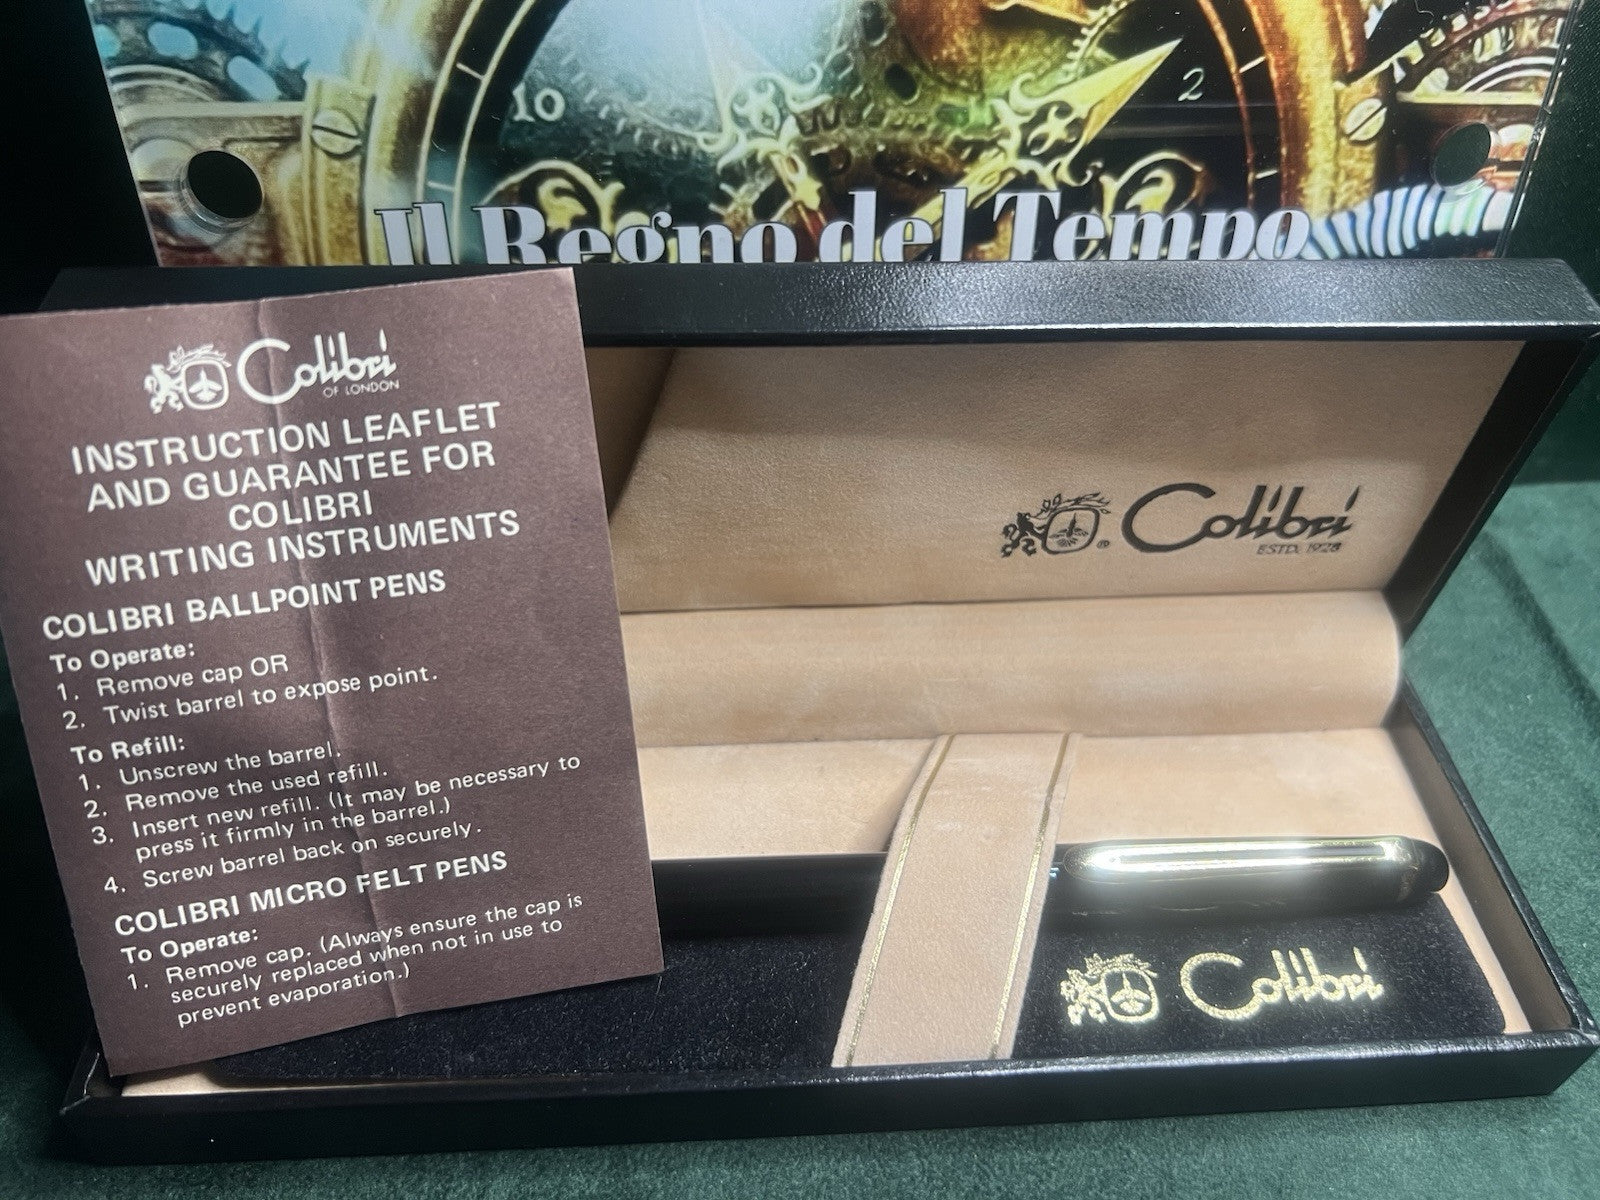 10
2
Il Regno del Tempo
Colibri
OF LONDON
INSTRUCTION LEAFLET
AND GUARANTEE FOR
COLIBRI
WRITING INSTRUMENTS
COLIBRI BALLPOINT PENS
To Operate:
1. Remove cap OR
2. Twist barrel to expose point.
To Refill:
1. Unscrew the barrel.
2. Remove the used refill.
3. Insert new refill. (It may be necessary to
press it firmly in the barrel.)
4. Screw barrel back on securely.
COLIBRI MICRO FELT PENS
To Operate:
1. Remove cap. (Always ensure the cap is
securely replaced when not in use to
prevent evaporation.)
® Colibri
ESTD. 1928
Colibri